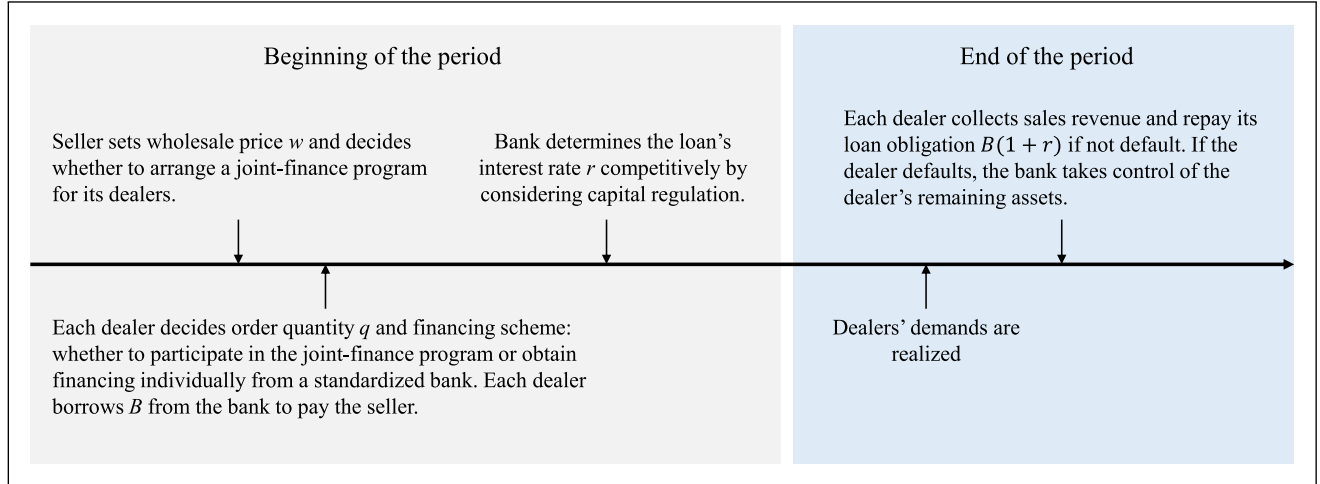 Beginning of the period
Seller sets wholesale price w and decides
whether to arrange a joint-finance program
for its dealers.
Bank determines the loan's
interest rate r competitively by
considering capital regulation.
Each dealer decides order quantity q and financing scheme:
whether to participate in the joint-finance program or obtain
financing individually from a standardized bank. Each dealer
borrows B from the bank to pay the seller.
End of the period
Each dealer collects sales revenue and repay its
loan obligation B(1 + r) if not default. If the
dealer defaults, the bank takes control of the
dealer's remaining assets.
Dealers' demands are
realized